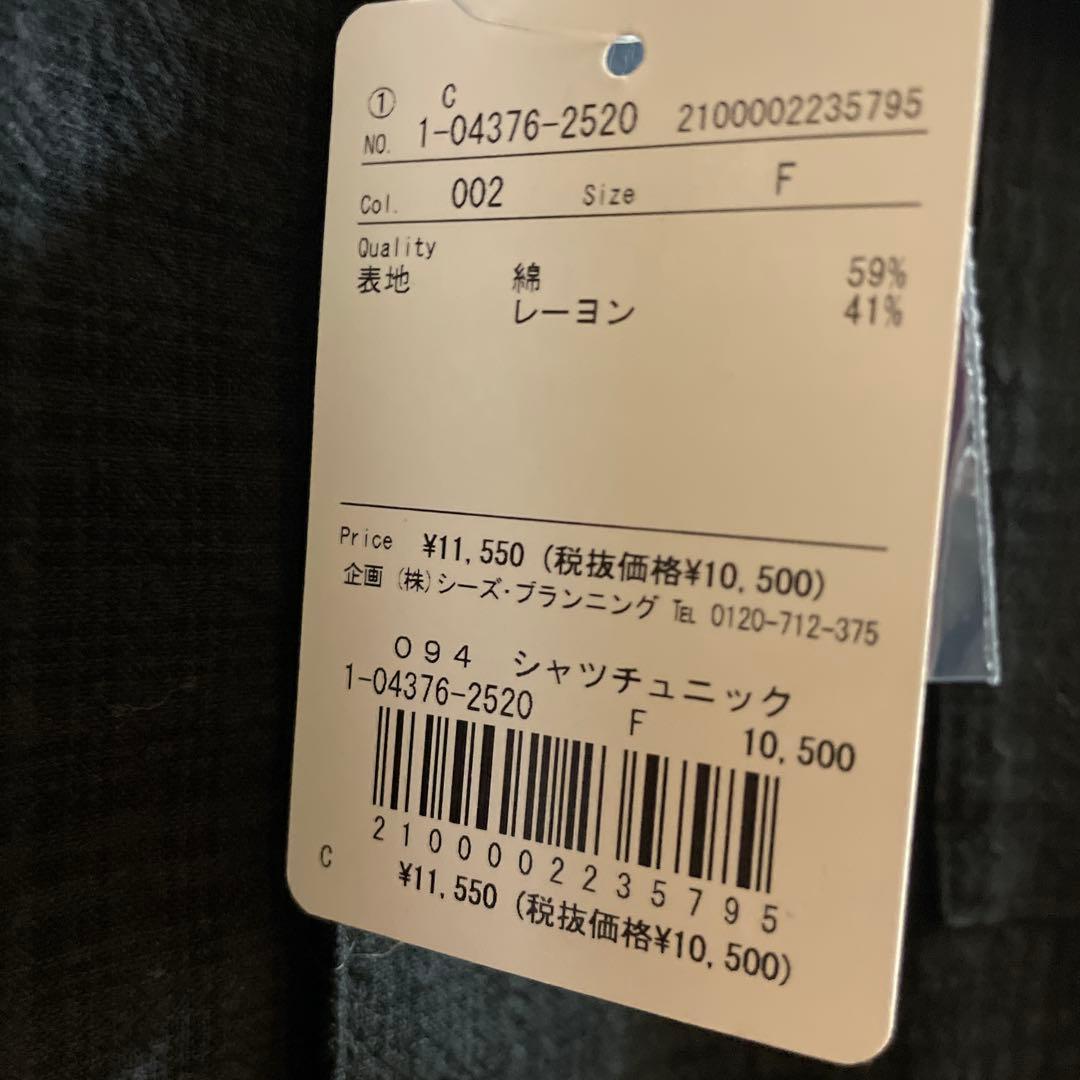 ① C
NO. 1-04376-2520 2100002235795
Col. 002 Size F
Quality
表地 綿 59%
レーヨン 41%
Price ¥11,550 (税抜価格¥10,500)
企画 (株)シーズ・プランニング TEL 0120-712-375
094 シャツチュニック
1-04376-2520 F 10,500
2100002235795
C ¥11,550 (税抜価格¥10,500)